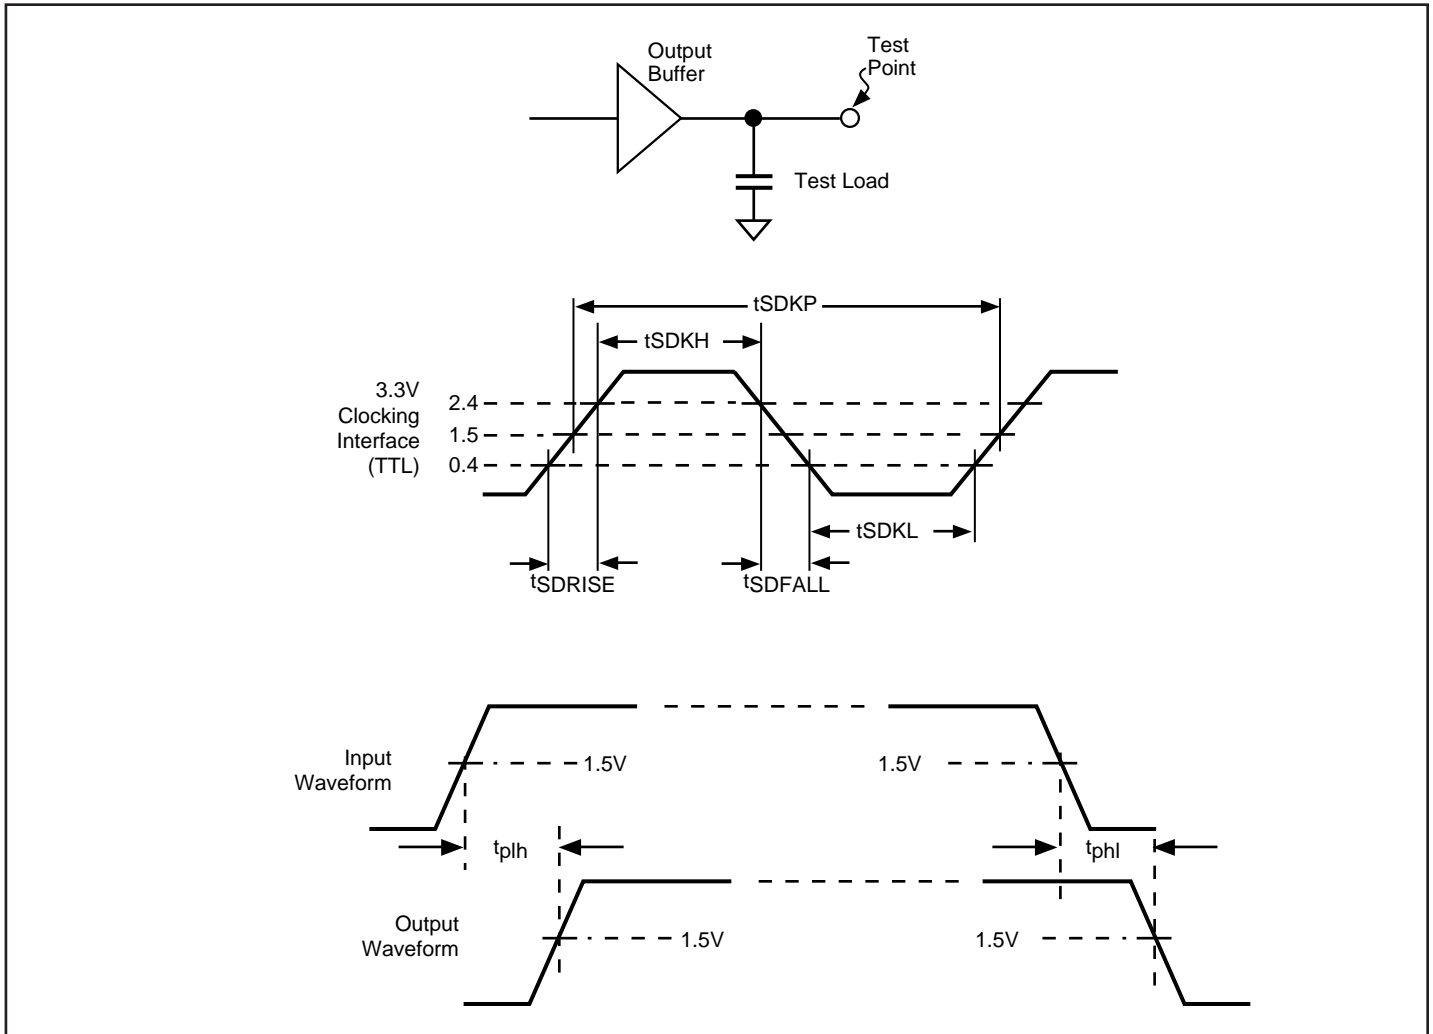 Output
Buffer
Test
Point
Test Load
tSDKP
tSDKH
3.3V
Clocking
Interface
(TTL)
2.4
1.5
0.4
tSDKL
tSDRISE
tSDFALL
Input
Waveform
1.5V
1.5V
tplh
tphl
Output
Waveform
1.5V
1.5V